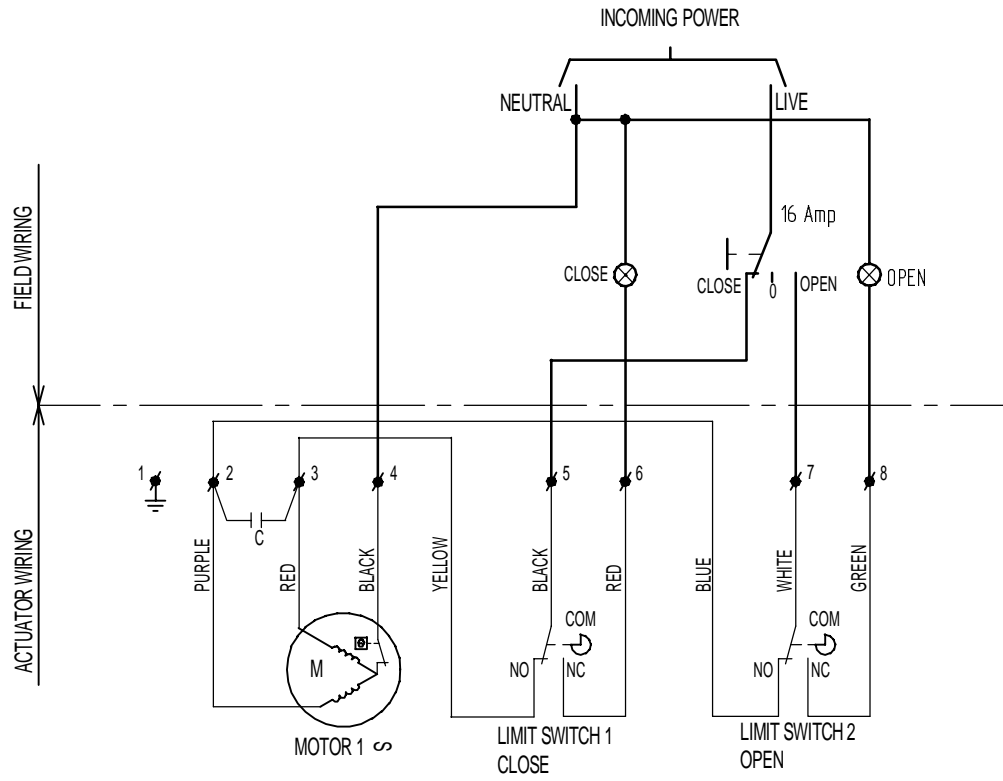 INCOMING POWER
NEUTRAL
LIVE
16 Amp
CLOSE
CLOSE
0
OPEN
OPEN
FIELD WIRING
ACTUATOR WIRING
1
2
3
4
5
6
7
8
C
PURPLE
RED
BLACK
YELLOW
BLACK
RED
BLUE
WHITE
GREEN
COM
COM
M
NO
NC
NO
NC
MOTOR 1
S
LIMIT SWITCH 1
CLOSE
LIMIT SWITCH 2
OPEN